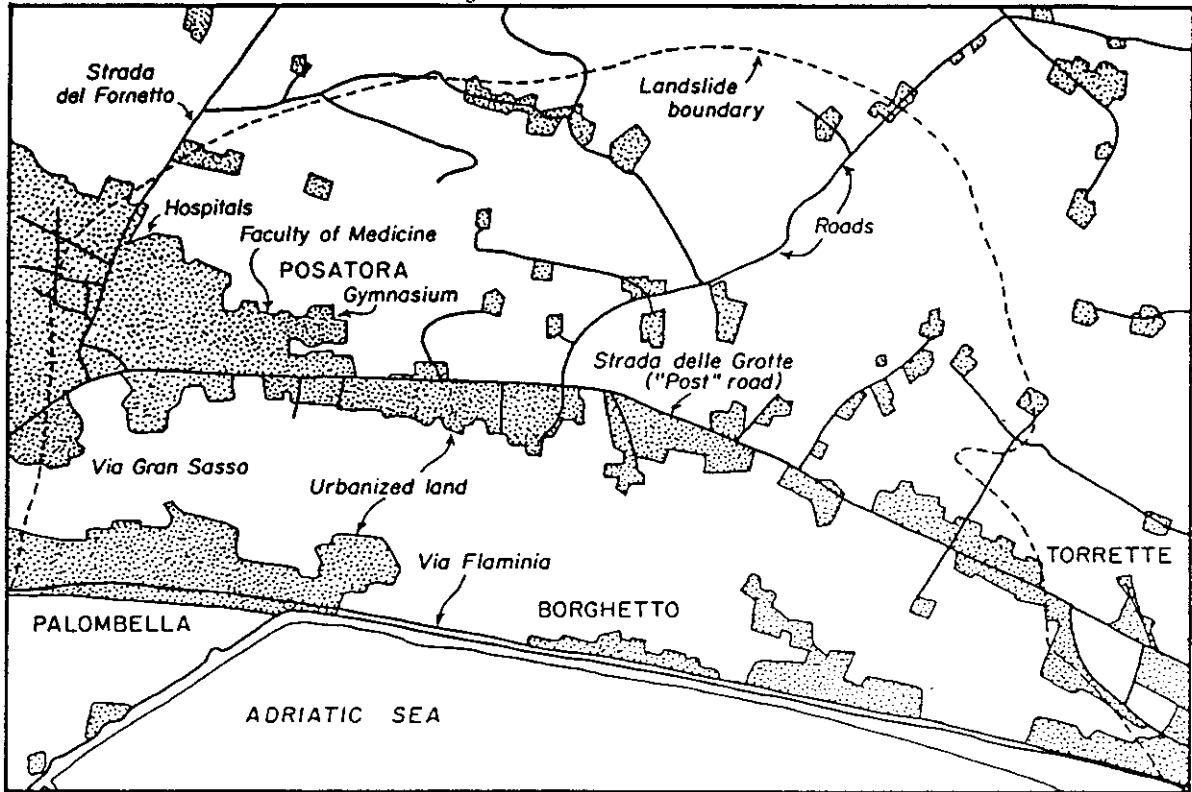 Strada
del Fornetto
Landslide
boundary
Hospitals
Faculty of Medicine
POSATORA
Gymnasium
Roads
Strada delle Grotte
("Post" road)
Via Gran Sasso
Urbanized land
Via Flaminia
TORRETTE
PALOMBELLA
BORGHETTO
ADRIATIC SEA